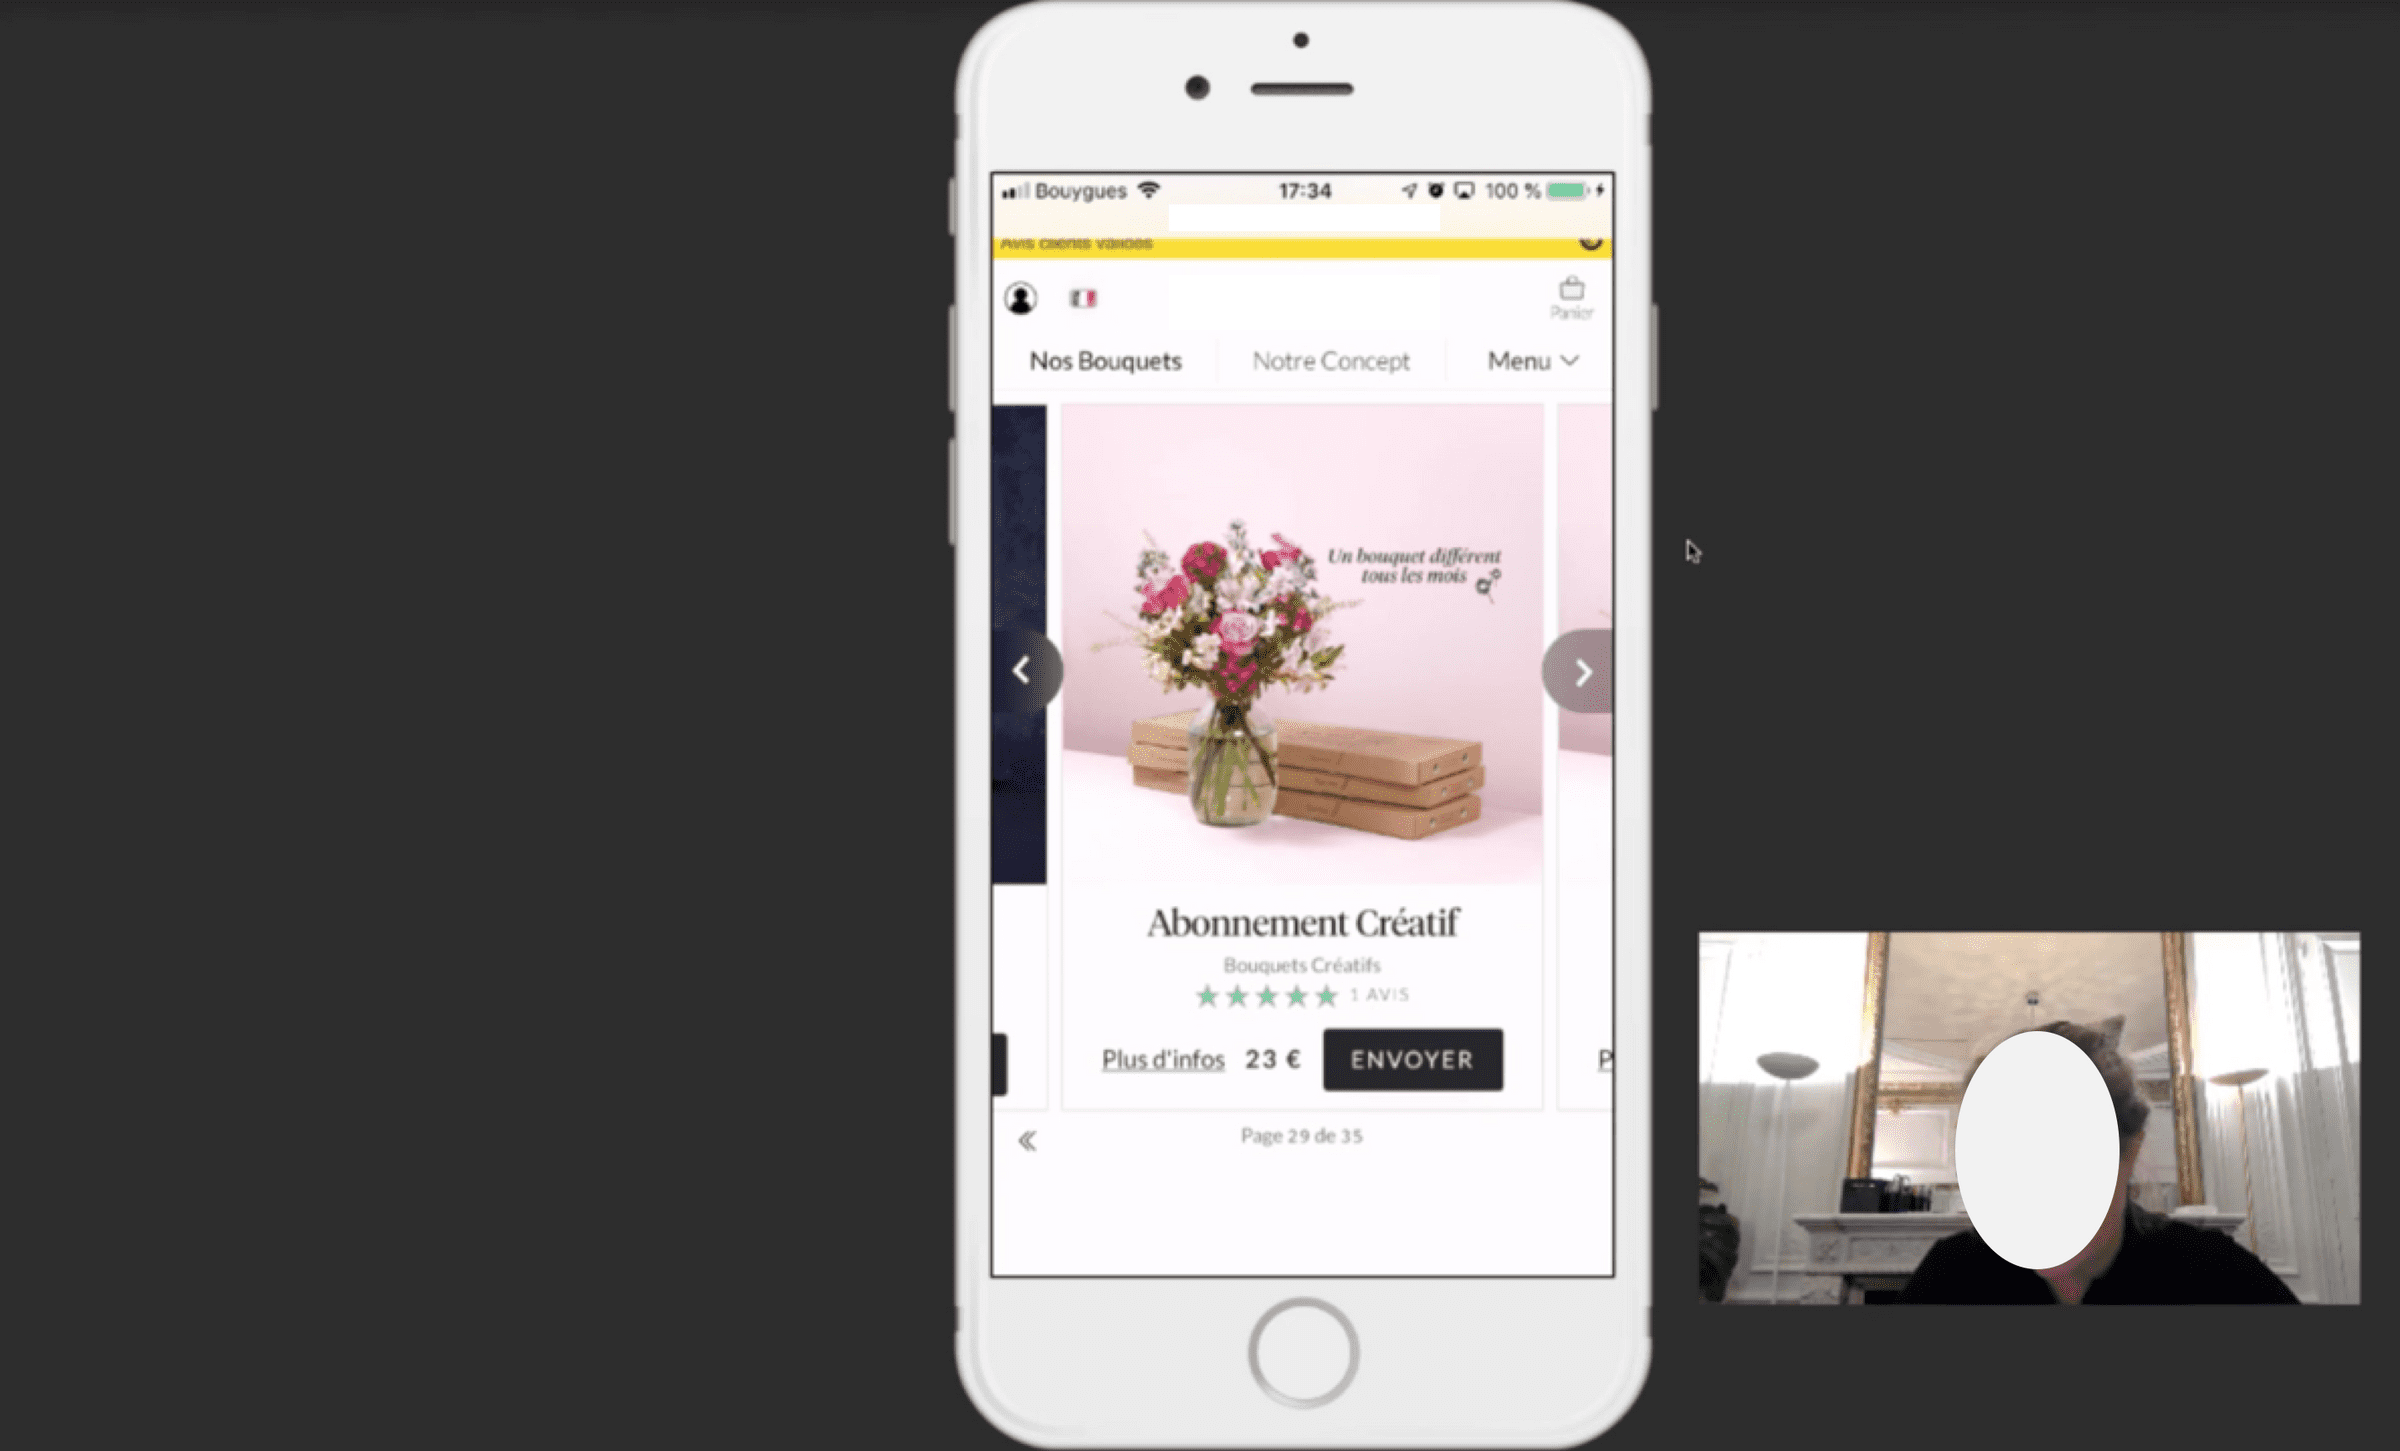 Bouygues 17:34 100 %
Avis clients validés
Panier
Nos Bouquets Notre Concept Menu
Un bouquet différent
tous les mois
Abonnement Créatif
Bouquets Créatifs
1 AVIS
Plus d'infos 23 € ENVOYER P
Page 29 de 35